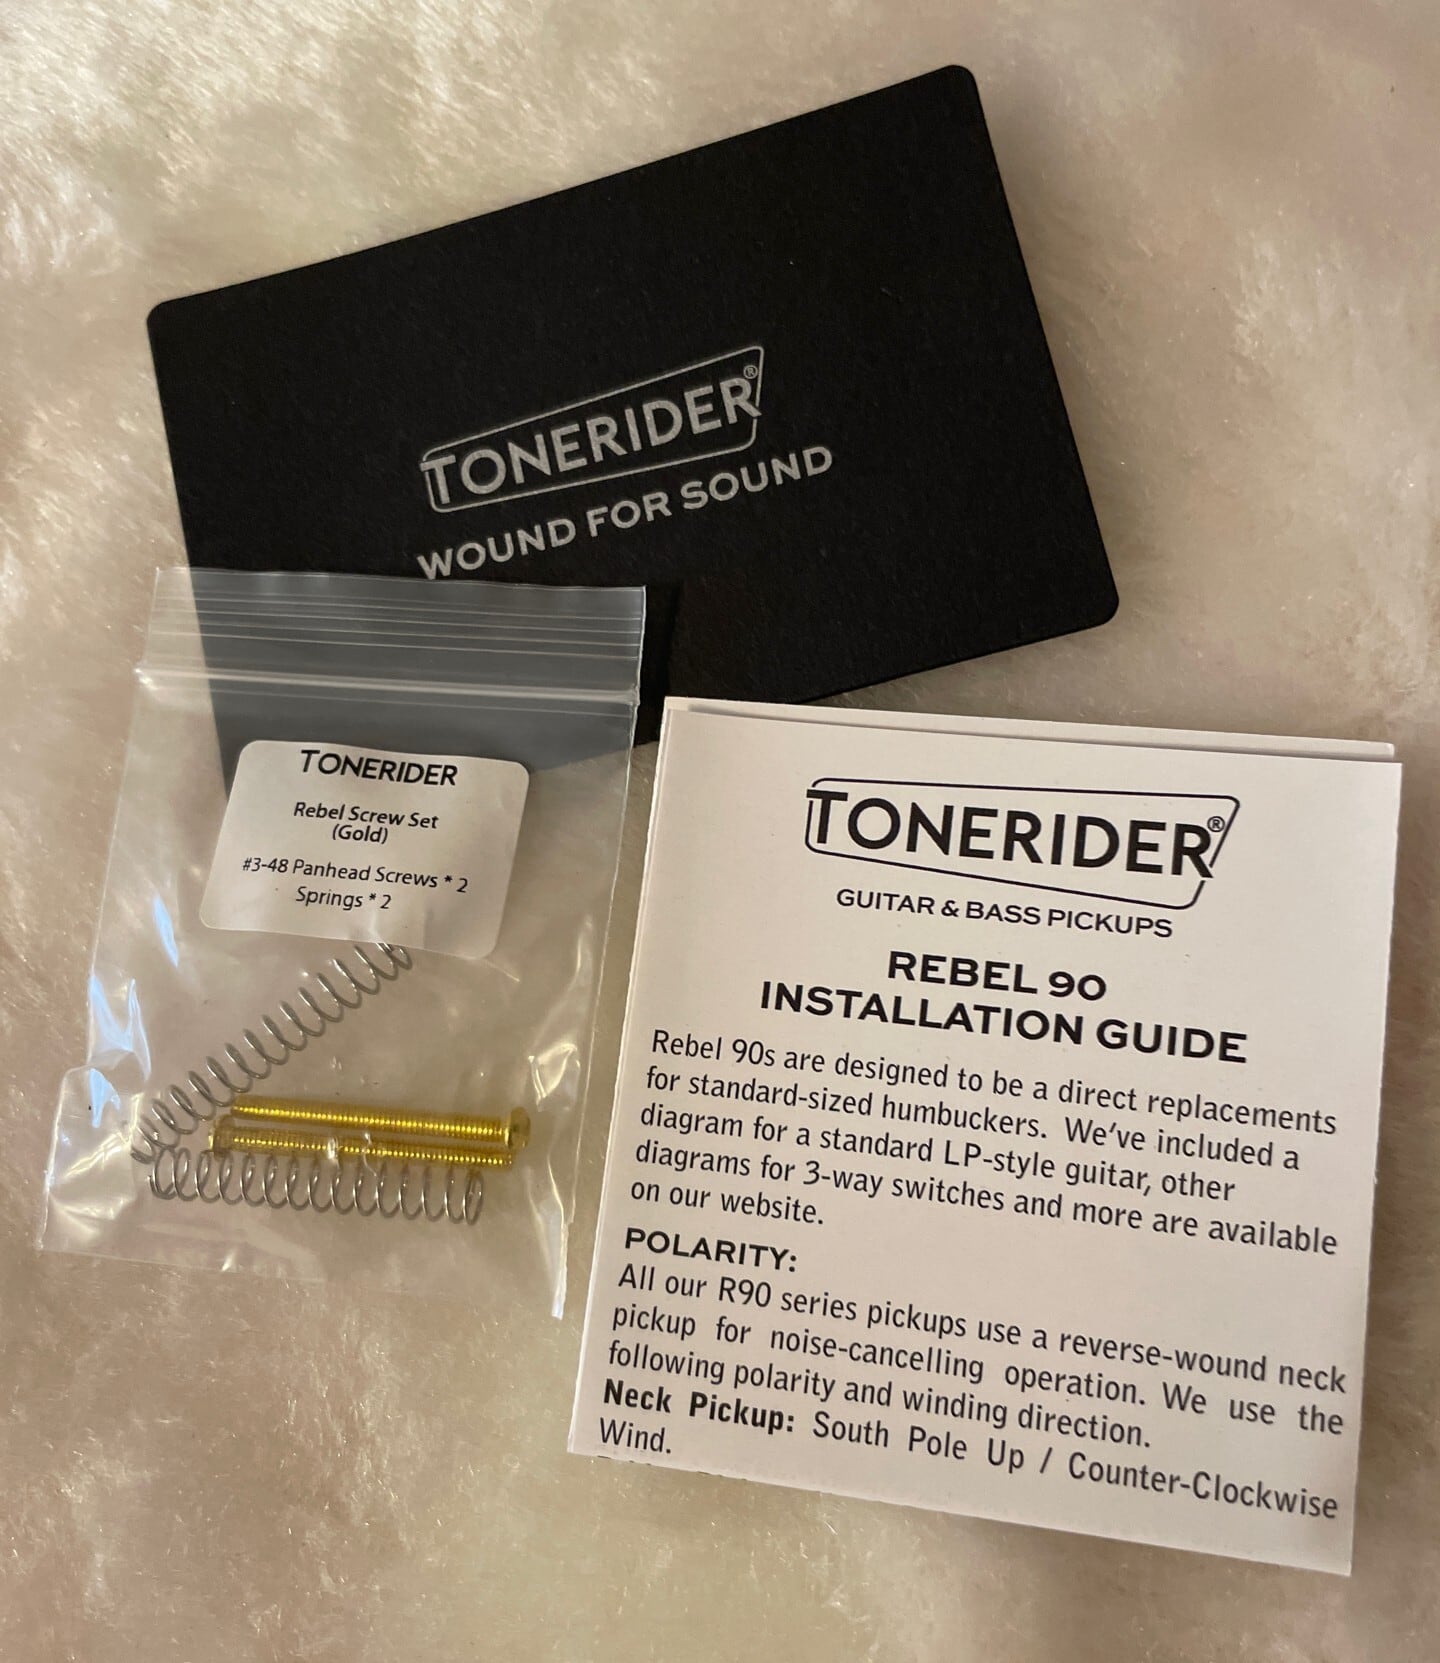 TONERIDER®
WOUND FOR SOUND
TONERIDER
Rebel Screw Set
(Gold)
#3-48 Panhead Screws * 2
Springs * 2
TONERIDER®
GUITAR & BASS PICKUPS
REBEL 90
INSTALLATION GUIDE
Rebel 90s are designed to be a direct replacements
for standard-sized humbuckers. We've included a
diagram for a standard LP-style guitar, other
diagrams for 3-way switches and more are available
on our website.
POLARITY:
All our R90 series pickups use a reverse-wound neck
pickup for noise-cancelling operation. We use the
following polarity and winding direction.
Neck Pickup: South Pole Up / Counter-Clockwise
Wind.